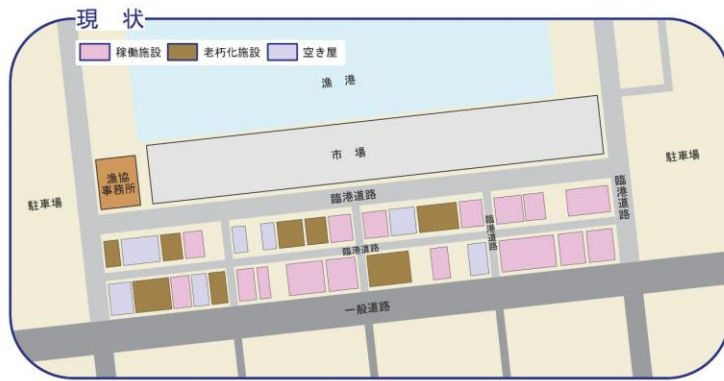 現 状
稼働施設 老朽化施設 空き屋
漁 港
市 場
漁協
事務所
駐車場
駐車場
臨港道路
臨港道路
臨港道路
臨港道路
一般道路